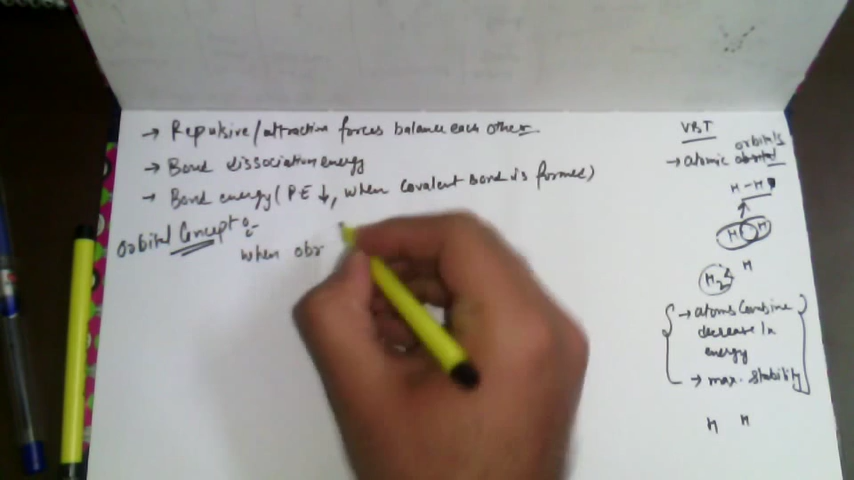 → Repulsive/attraction forces balance each other
→ Bond dissociation energy
→ Bond energy (PE ↓, when covalent Bond is formed)
Orbital Concept :-
when obr
VBT
orbitals
→ atomic
H-H
H H
H2 H
→ atoms Combine
decrease in
energy
→ max. stability
H H